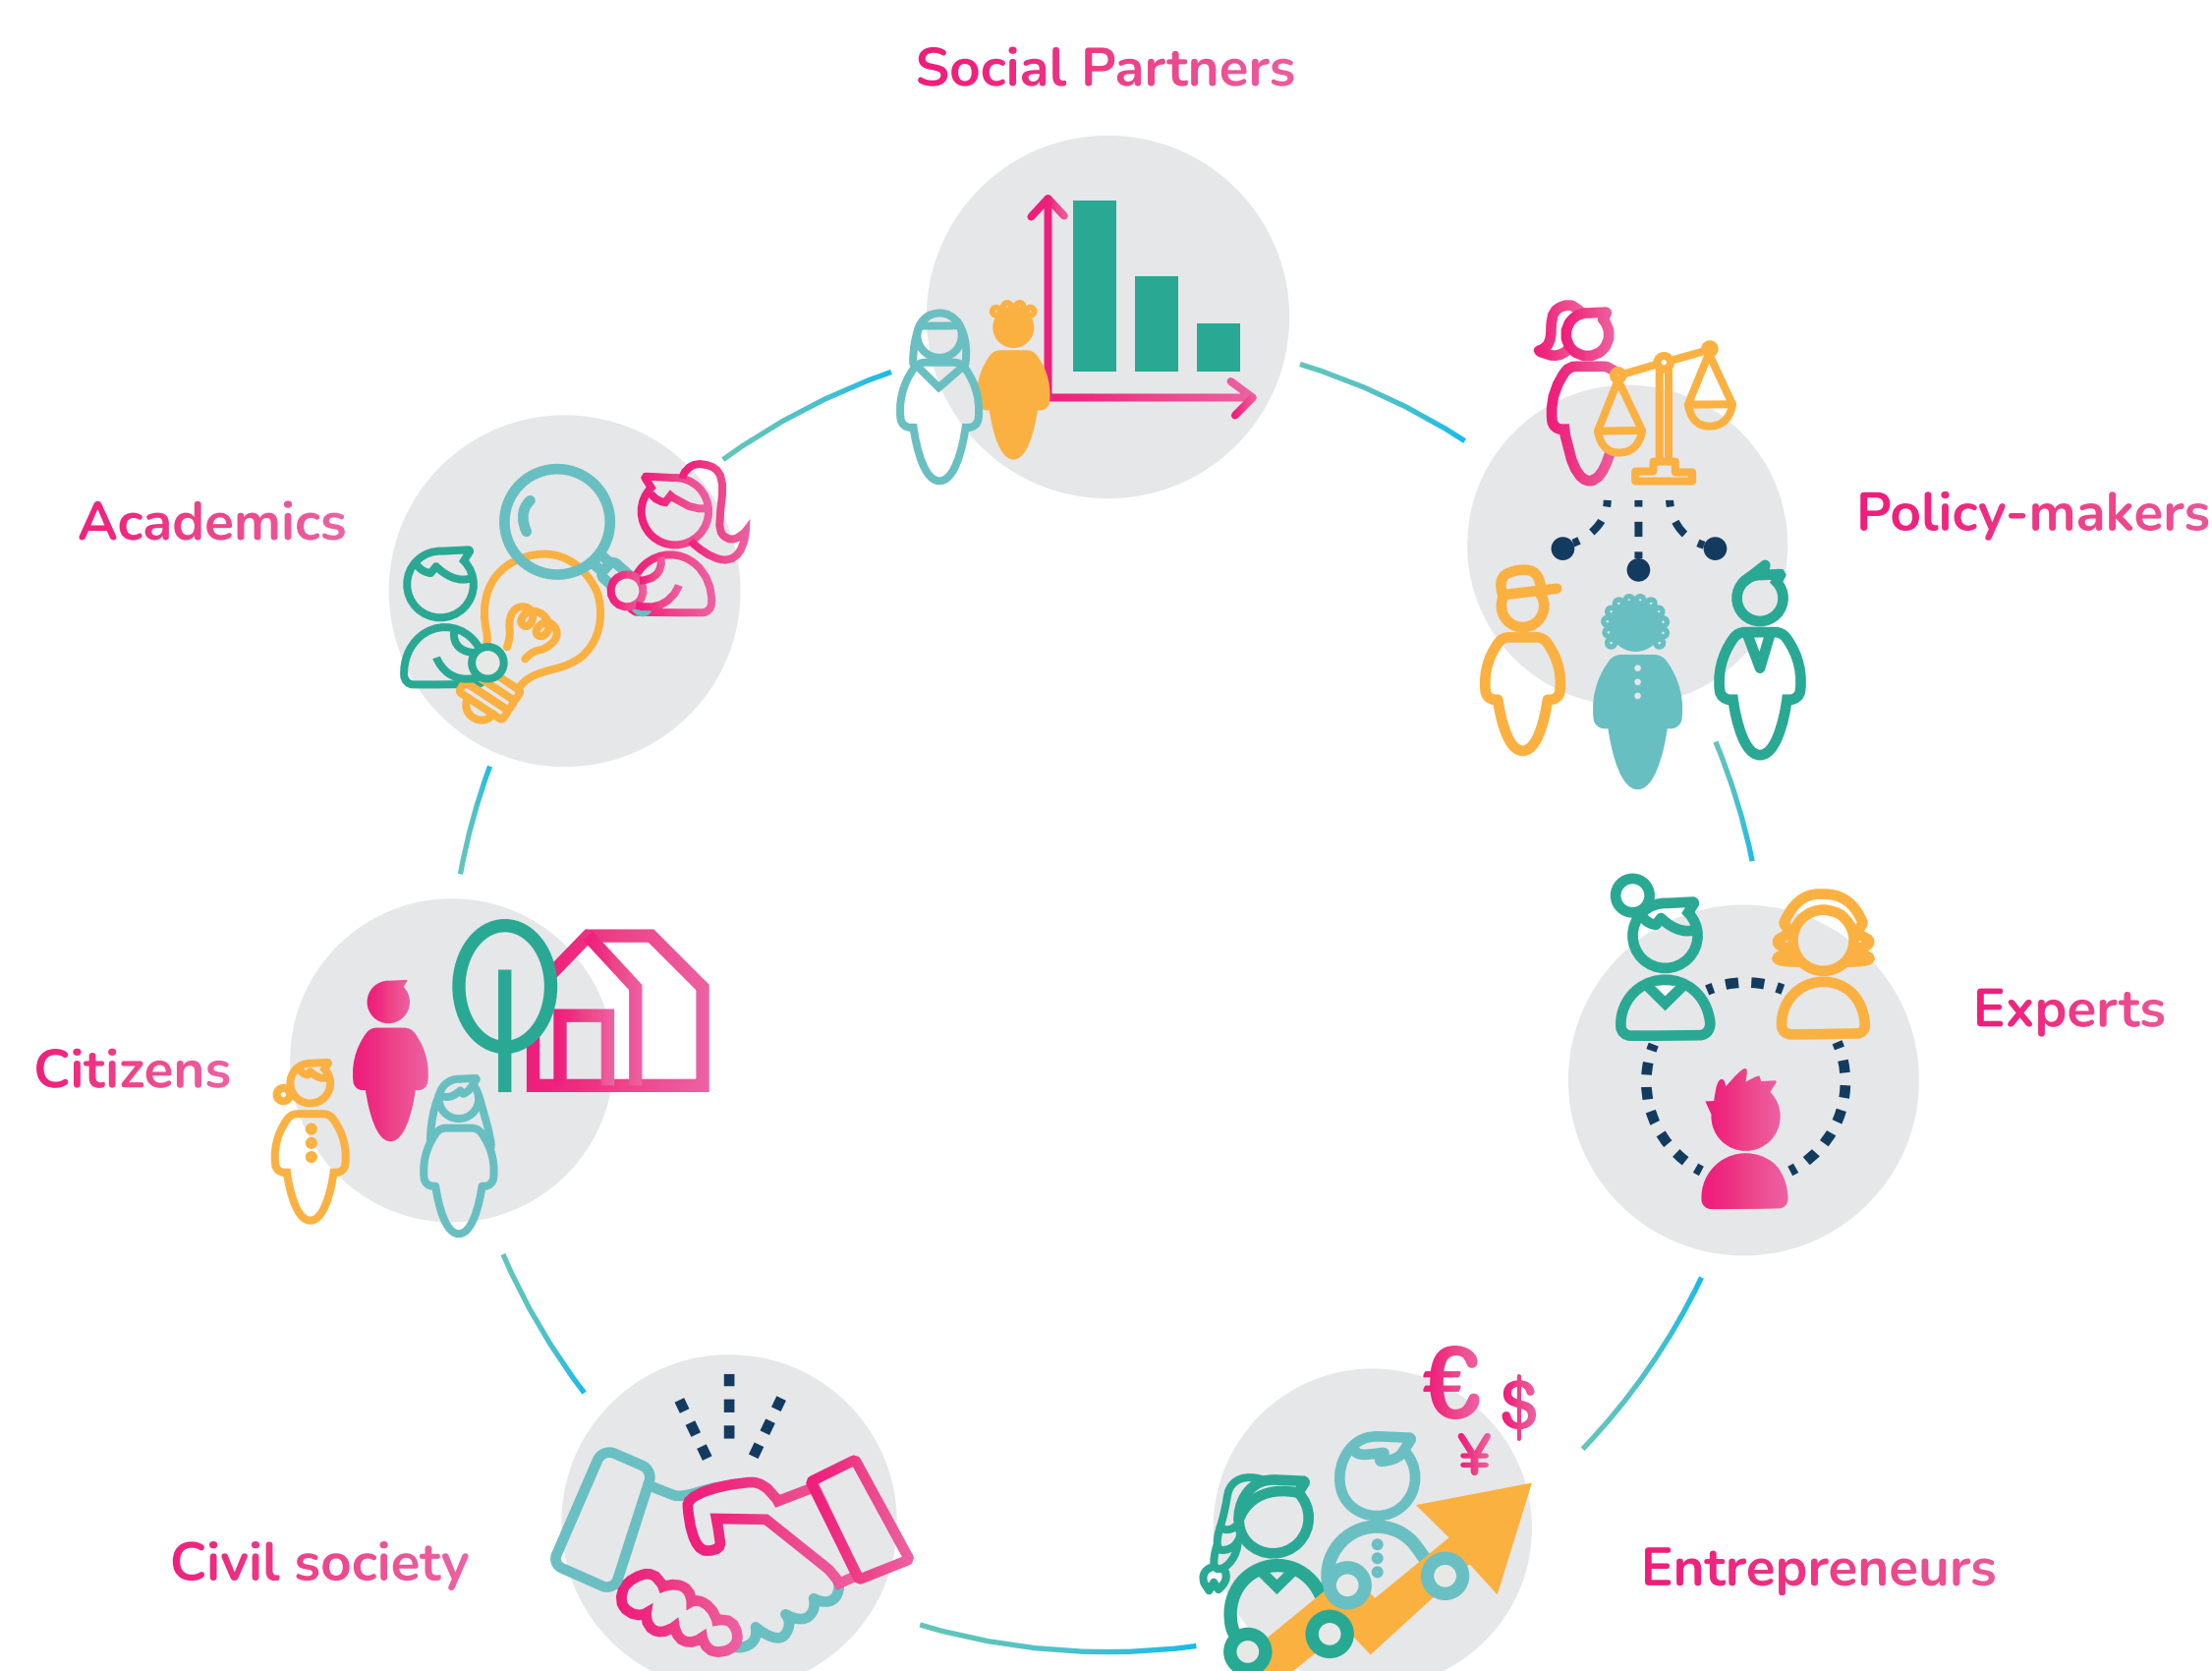 Social Partners
Academics
Policy-makers
Experts
Citizens
€
$
¥
Civil society
Entrepreneurs